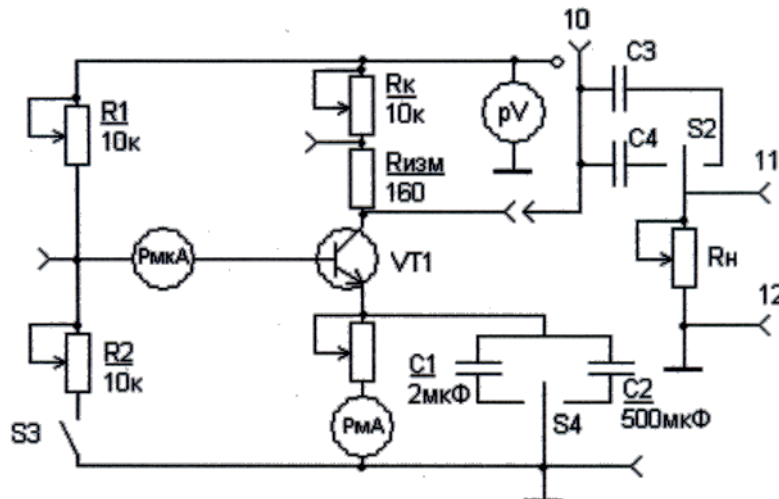 10
C3
R1
10к
Rк
10к
pV
S2
C4
Rизм
160
11
РмкА
VT1
Rн
R2
10к
12
C1
2мкФ
C2
500мкФ
S3
РмА
S4